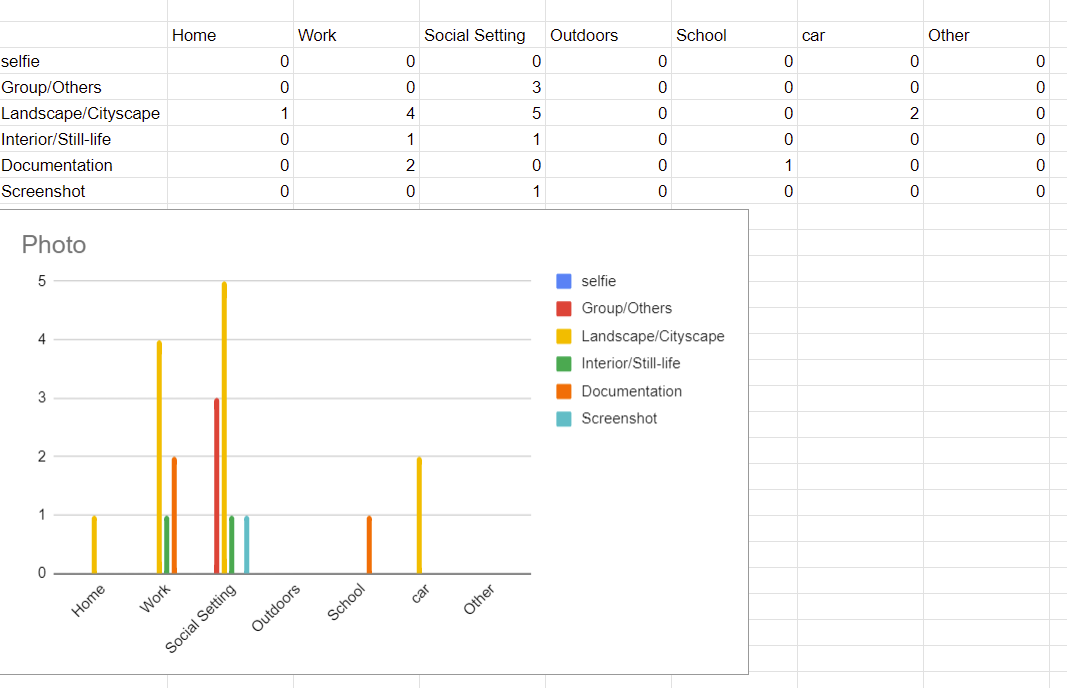 Home Work Social Setting Outdoors School car Other
selfie 0 0 0 0 0 0 0
Group/Others 0 0 3 0 0 0 0
Landscape/Cityscape 1 4 5 0 0 2 0
Interior/Still-life 0 1 1 0 0 0 0
Documentation 0 2 0 0 1 0 0
Screenshot 0 0 1 0 0 0 0
Photo
5
4
3
2
1
0
Home Work Social Setting Outdoors School car Other
selfie
Group/Others
Landscape/Cityscape
Interior/Still-life
Documentation
Screenshot